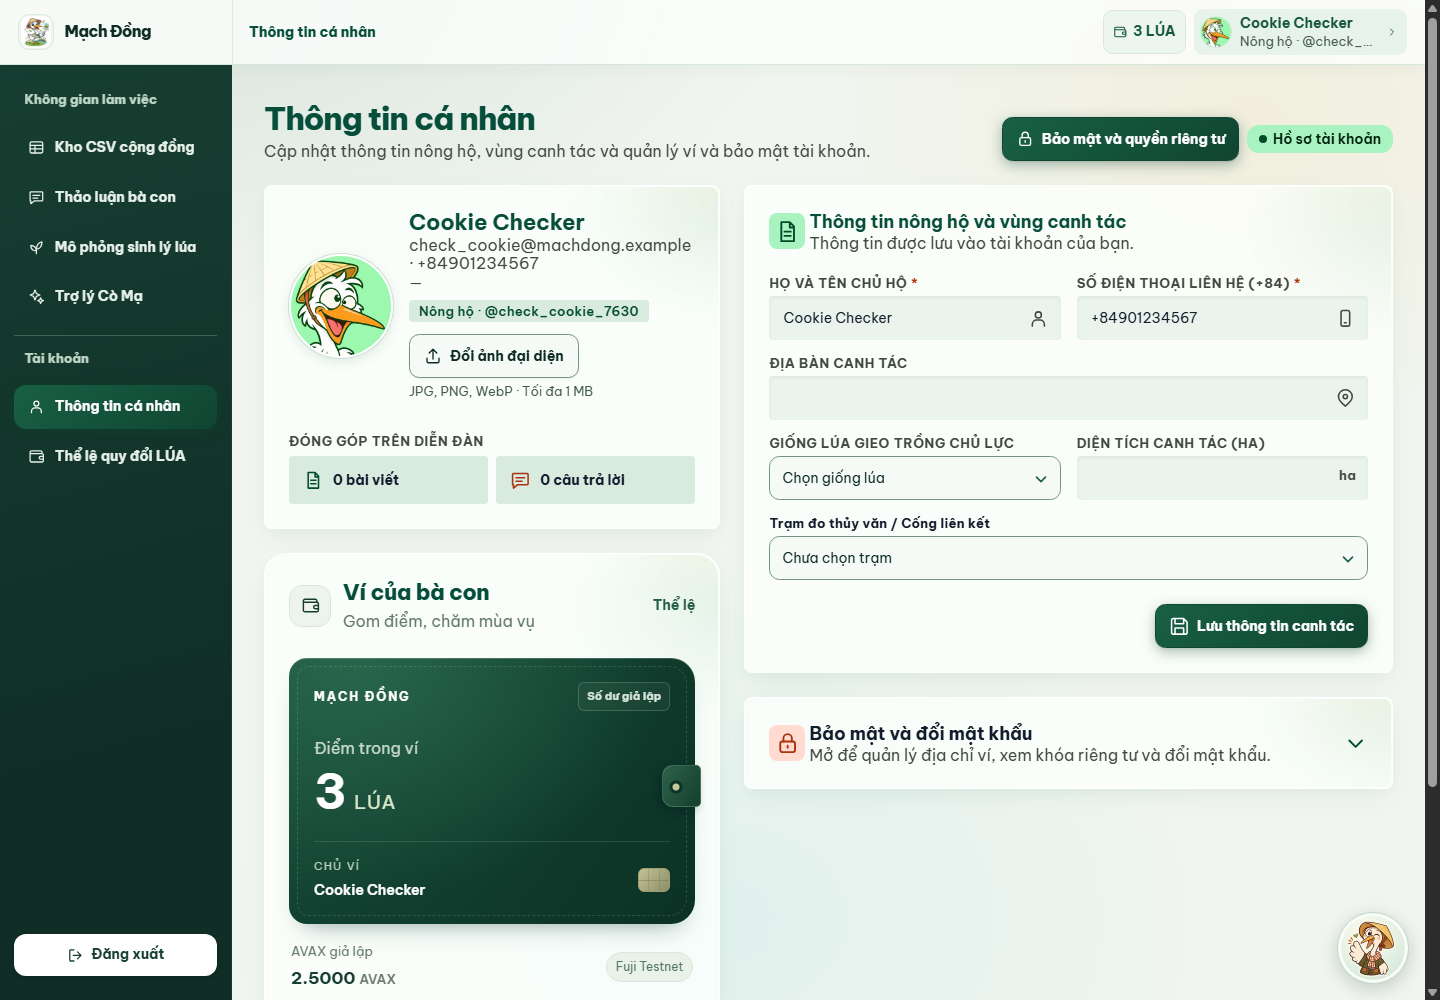 Mạch Đồng
Thông tin cá nhân
3 LÚA
Cookie Checker
Nông hộ · @check_...
Không gian làm việc
Kho CSV cộng đồng
Thảo luận bà con
Mô phỏng sinh lý lúa
Trợ lý Cò Mạ
Tài khoản
Thông tin cá nhân
Thể lệ quy đổi LÚA
Đăng xuất
Thông tin cá nhân
Cập nhật thông tin nông hộ, vùng canh tác và quản lý ví và bảo mật tài khoản.
Bảo mật và quyền riêng tư
Hồ sơ tài khoản
Cookie Checker
check_cookie@machdong.example
· +84901234567
—
Nông hộ · @check_cookie_7630
Đổi ảnh đại diện
JPG, PNG, WebP · Tối đa 1 MB
ĐÓNG GÓP TRÊN DIỄN ĐÀN
0 bài viết
0 câu trả lời
Ví của bà con
Gom điểm, chăm mùa vụ
Thể lệ
MẠCH ĐỒNG
Số dư giả lập
Điểm trong ví
3 LÚA
CHỦ VÍ
Cookie Checker
AVAX giả lập
2.5000 AVAX
Fuji Testnet
Thông tin nông hộ và vùng canh tác
Thông tin được lưu vào tài khoản của bạn.
HỌ VÀ TÊN CHỦ HỘ *
Cookie Checker
SỐ ĐIỆN THOẠI LIÊN HỆ (+84) *
+84901234567
ĐỊA BÀN CANH TÁC
GIỐNG LÚA GIEO TRỒNG CHỦ LỰC
Chọn giống lúa
DIỆN TÍCH CANH TÁC (HA)
ha
Trạm đo thủy văn / Cống liên kết
Chưa chọn trạm
Lưu thông tin canh tác
Bảo mật và đổi mật khẩu
Mở để quản lý địa chỉ ví, xem khóa riêng tư và đổi mật khẩu.